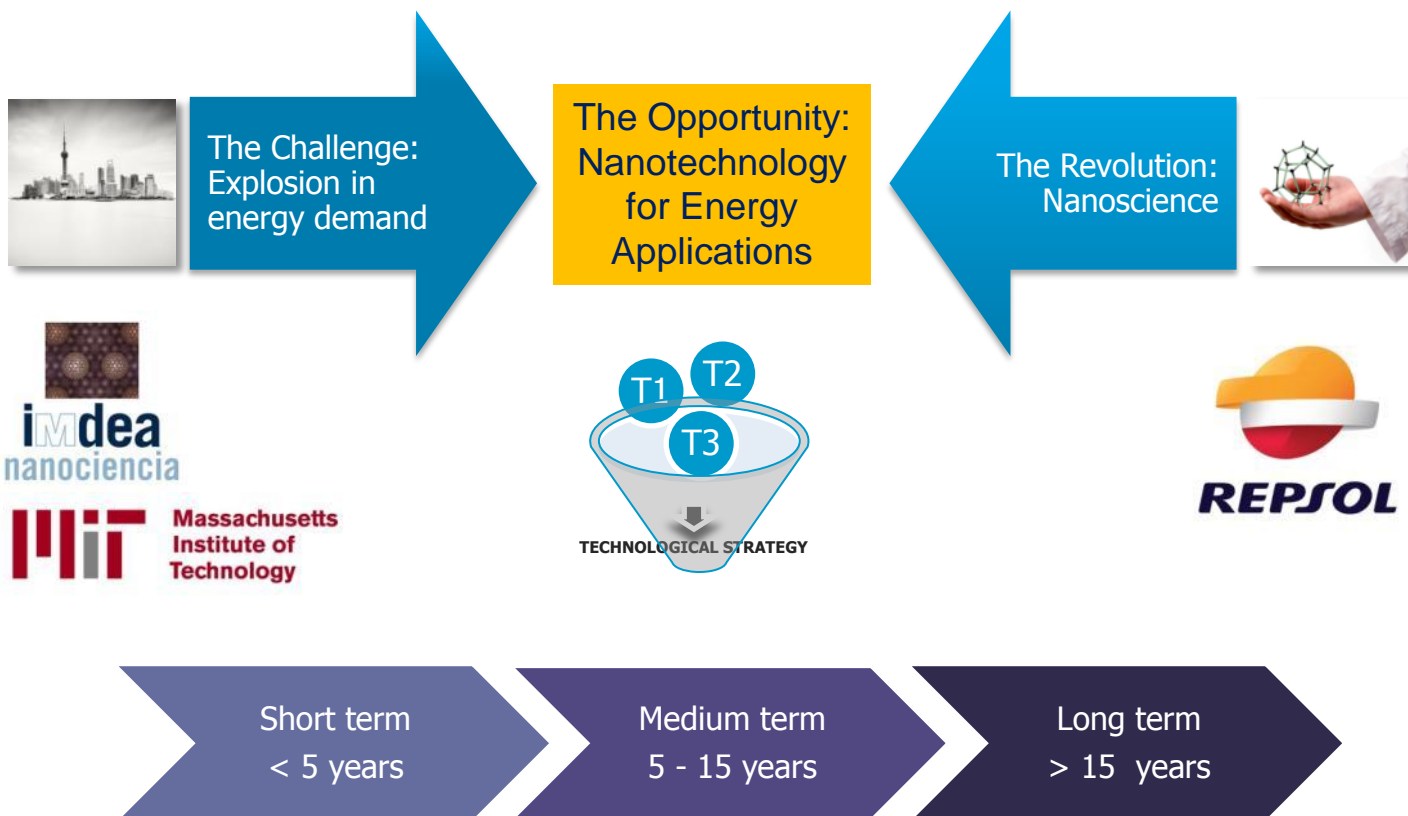 The Challenge:
Explosion in
energy demand
The Opportunity:
Nanotechnology
for Energy
Applications
The Revolution:
Nanoscience
imdea
nanociencia
MIT
Massachusetts
Institute of
Technology
T1
T2
T3
TECHNOLOGICAL STRATEGY
REPSOL
Short term
< 5 years
Medium term
5 - 15 years
Long term
> 15 years